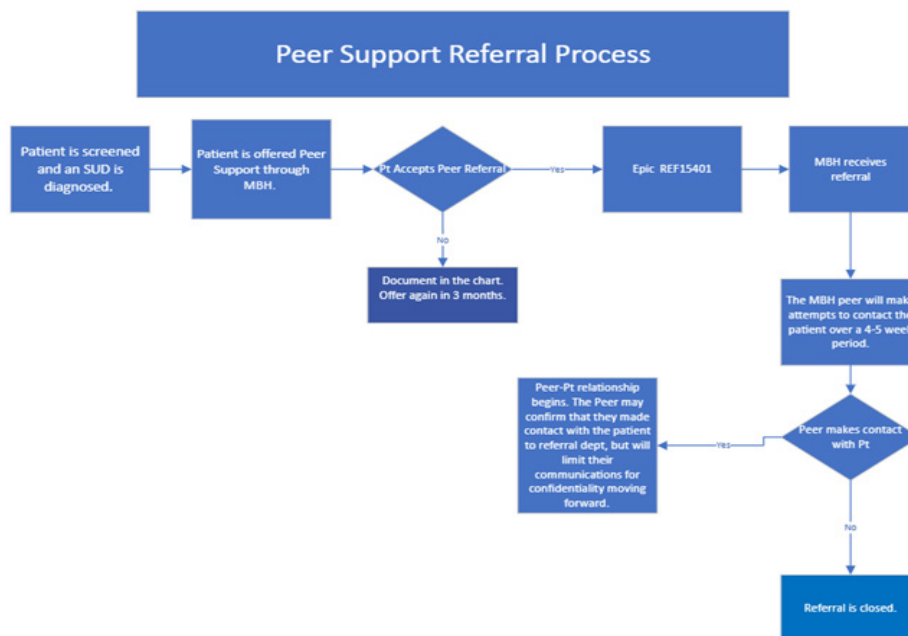 Peer Support Referral Process
Patient is screened
and an SUD is
diagnosed.
Patient is offered Peer
Support through
MBH.
Pt Accepts Peer Referral
Yes
Epic REF15401
MBH receives
referral
No
Document in the chart.
Offer again in 3 months.
The MBH peer will make
attempts to contact the
patient over a 4-5 week
period.
Peer makes contact
with Pt
Yes
Peer-Pt relationship
begins. The Peer may
confirm that they made
contact with the patient
to referral dept, but will
limit their
communications for
confidentiality moving
forward.
No
Referral is closed.